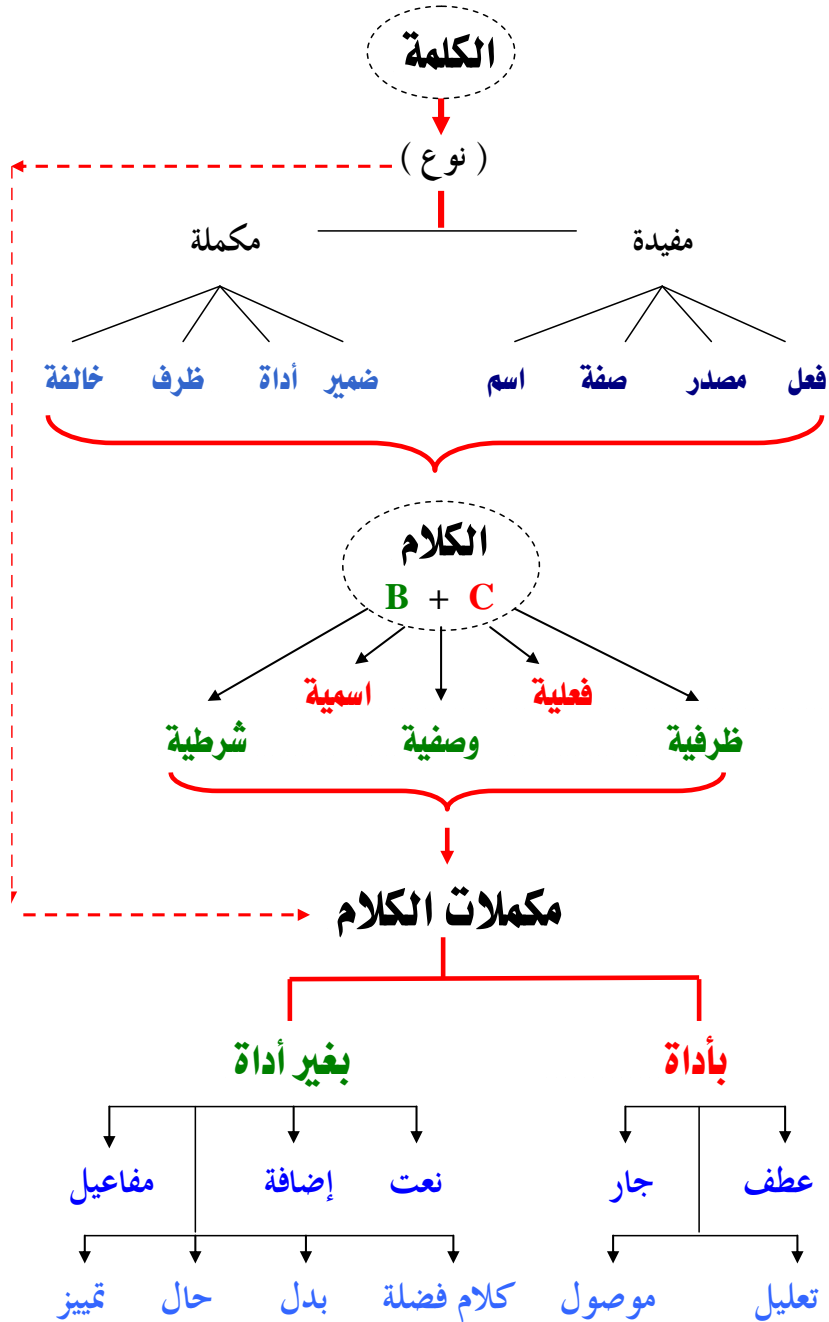 الكلمة
( نوع )
مفيدة مكملة
فعل مصدر صفة اسم ضمير أداة ظرف خالفة
الكلام
B + C
فعلية اسمية
ظرفية وصفية شرطية
مكملات الكلام
بأداة بغير أداة
عطف جار نعت إضافة مفاعيل
تعليل موصول كلام فضلة بدل حال تمييز